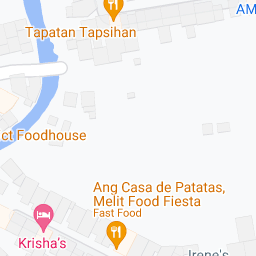 AM
Tapatan Tapsihan
ct Foodhouse
Ang Casa de Patatas,
Melit Food Fiesta
Fast Food
Krisha's
Irene's